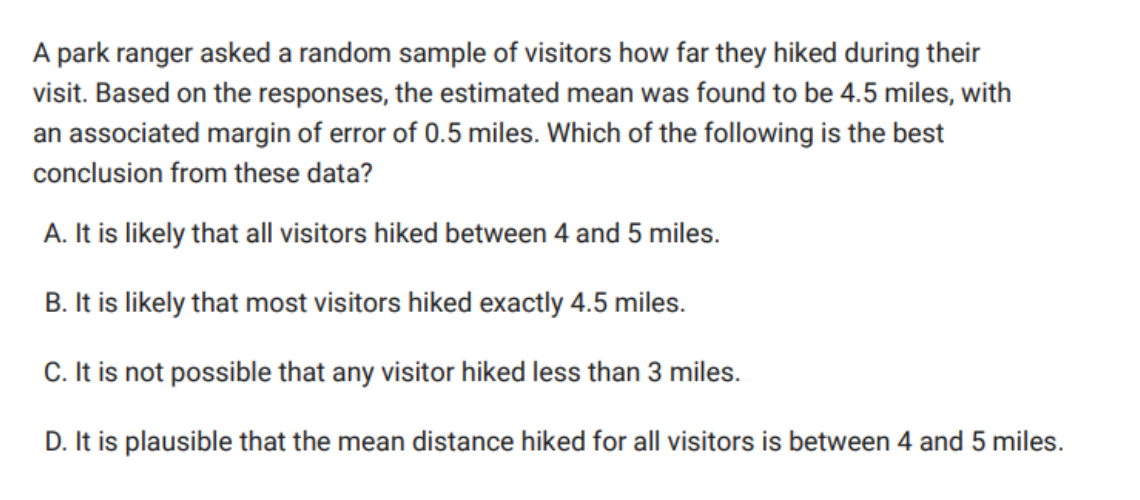 A park ranger asked a random sample of visitors how far they hiked during their
visit. Based on the responses, the estimated mean was found to be 4.5 miles, with
an associated margin of error of 0.5 miles. Which of the following is the best
conclusion from these data?
A. It is likely that all visitors hiked between 4 and 5 miles.
B. It is likely that most visitors hiked exactly 4.5 miles.
C. It is not possible that any visitor hiked less than 3 miles.
D. It is plausible that the mean distance hiked for all visitors is between 4 and 5 miles.